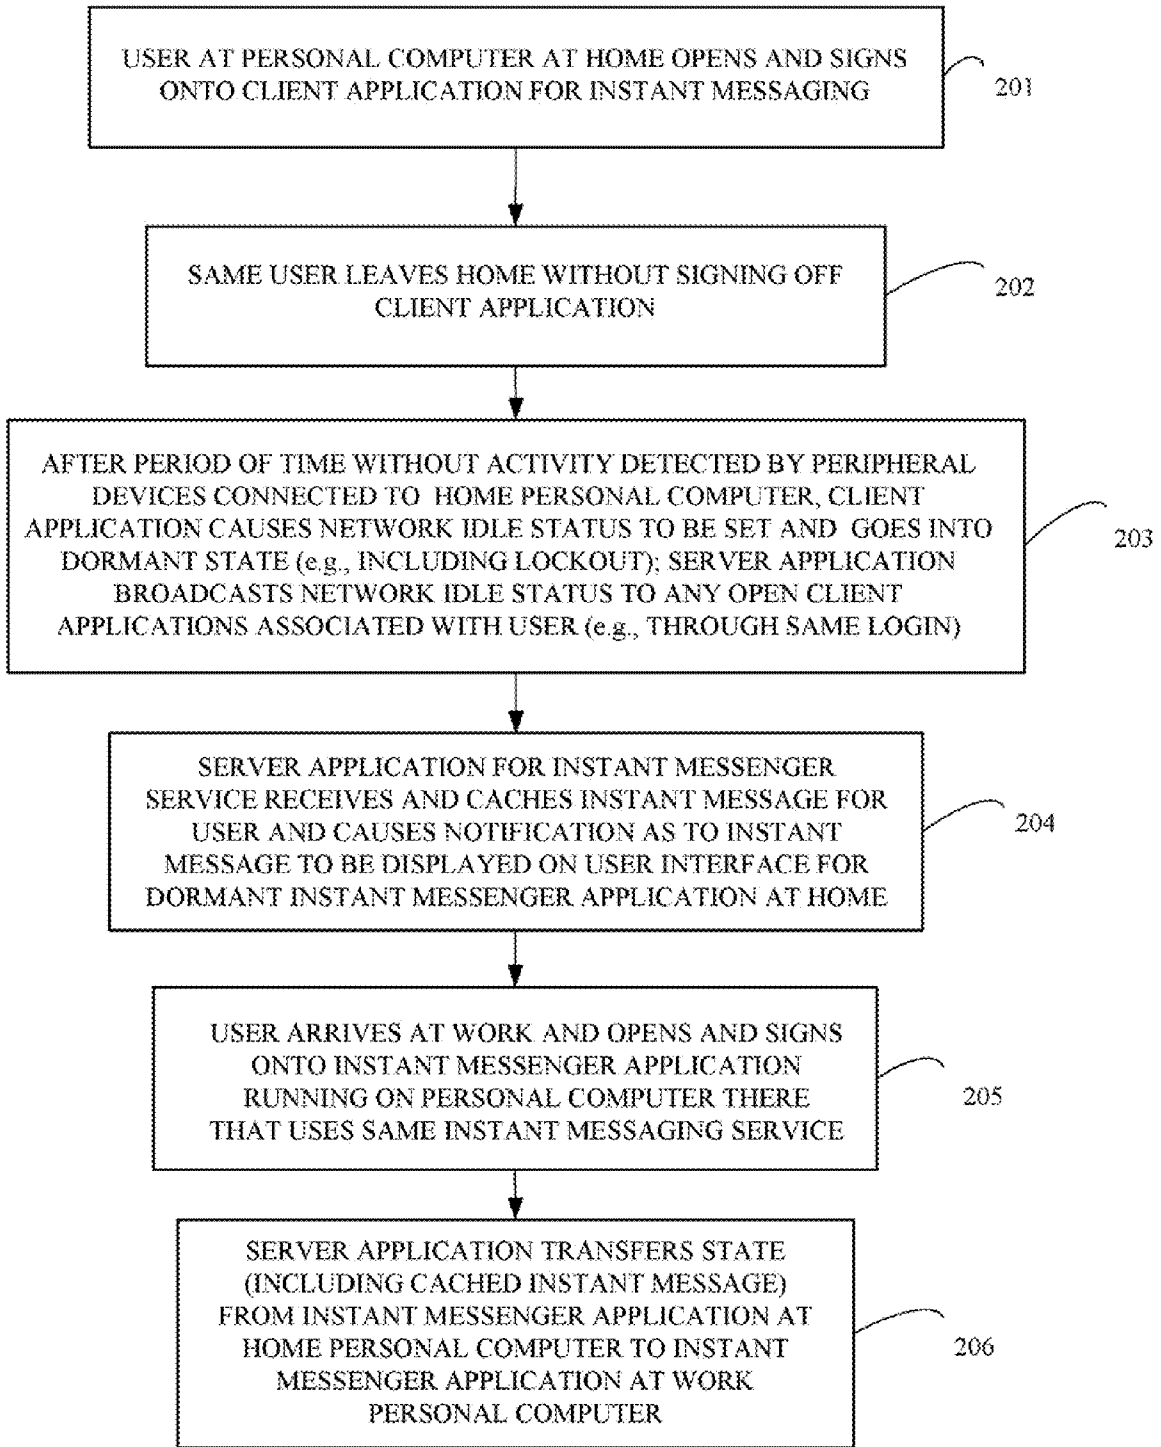 USER AT PERSONAL COMPUTER AT HOME OPENS AND SIGNS
ONTO CLIENT APPLICATION FOR INSTANT MESSAGING
201
SAME USER LEAVES HOME WITHOUT SIGNING OFF
CLIENT APPLICATION
202
AFTER PERIOD OF TIME WITHOUT ACTIVITY DETECTED BY PERIPHERAL
DEVICES CONNECTED TO HOME PERSONAL COMPUTER, CLIENT
APPLICATION CAUSES NETWORK IDLE STATUS TO BE SET AND GOES INTO
DORMANT STATE (e.g., INCLUDING LOCKOUT); SERVER APPLICATION
BROADCASTS NETWORK IDLE STATUS TO ANY OPEN CLIENT
APPLICATIONS ASSOCIATED WITH USER (e.g., THROUGH SAME LOGIN)
203
SERVER APPLICATION FOR INSTANT MESSENGER
SERVICE RECEIVES AND CACHES INSTANT MESSAGE FOR
USER AND CAUSES NOTIFICATION AS TO INSTANT
MESSAGE TO BE DISPLAYED ON USER INTERFACE FOR
DORMANT INSTANT MESSENGER APPLICATION AT HOME
204
USER ARRIVES AT WORK AND OPENS AND SIGNS
ONTO INSTANT MESSENGER APPLICATION
RUNNING ON PERSONAL COMPUTER THERE
THAT USES SAME INSTANT MESSAGING SERVICE
205
SERVER APPLICATION TRANSFERS STATE
(INCLUDING CACHED INSTANT MESSAGE)
FROM INSTANT MESSENGER APPLICATION AT
HOME PERSONAL COMPUTER TO INSTANT
MESSENGER APPLICATION AT WORK
PERSONAL COMPUTER
206